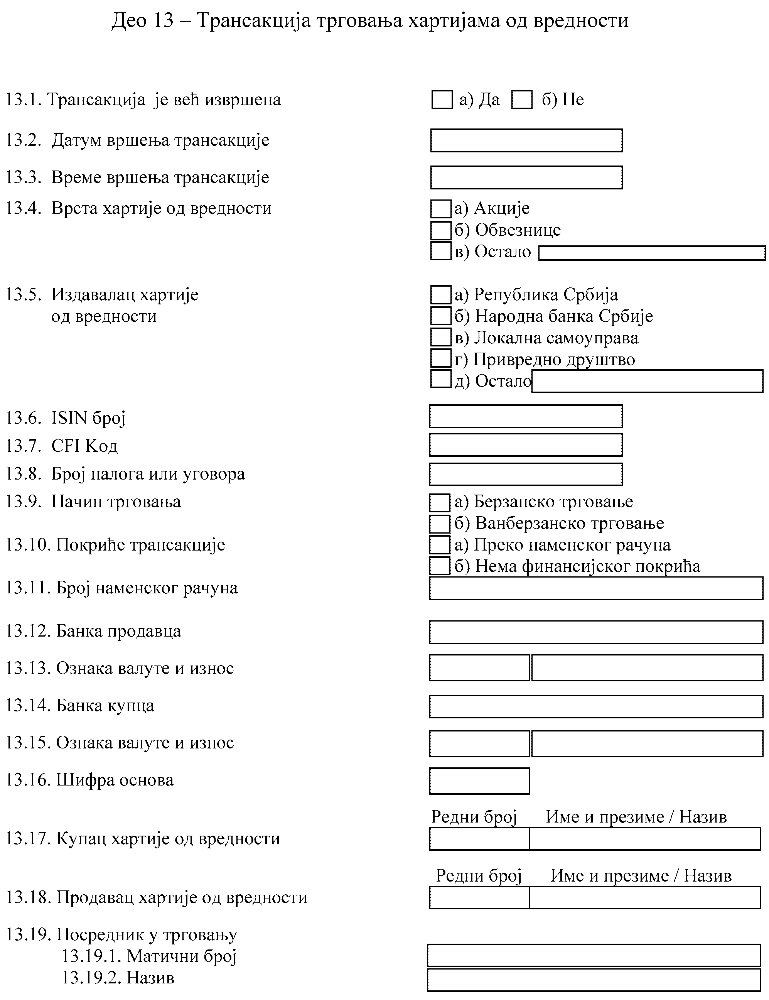 Део 13 – Трансакција трговања хартијама од вредности
13.1. Трансакција је већ извршена а) Да б) Не
13.2. Датум вршења трансакције
13.3. Време вршења трансакције
13.4. Врста хартије од вредности а) Акције
б) Обвезнице
в) Остало
13.5. Издавалац хартије а) Република Србија
од вредности б) Народна банка Србије
в) Локална самоуправа
г) Привредно друштво
д) Остало
13.6. ISIN број
13.7. CFI Kод
13.8. Број налога или уговора
13.9. Начин трговања а) Берзанско трговање
б) Ванберзанско трговање
13.10. Покриће трансакције а) Преко наменског рачуна
б) Нема финансијског покрића
13.11. Број наменског рачуна
13.12. Банка продавца
13.13. Ознака валуте и износ
13.14. Банка купца
13.15. Ознака валуте и износ
13.16. Шифра основа
Редни број Име и презиме / Назив
13.17. Купац хартије од вредности
Редни број Име и презиме / Назив
13.18. Продавац хартије од вредности
13.19. Посредник у трговању
13.19.1. Матични број
13.19.2. Назив